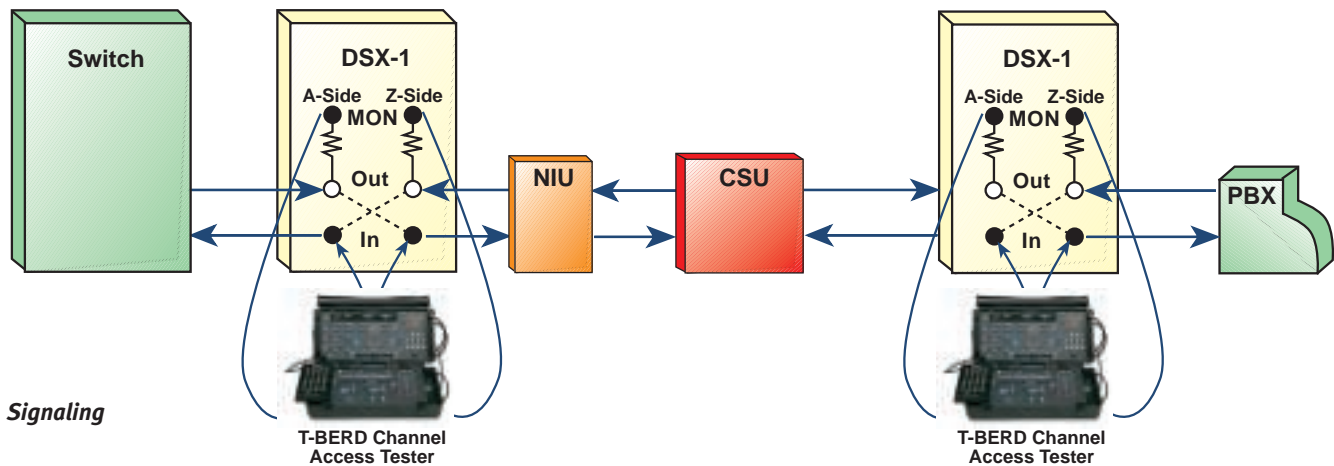 Switch
DSX-1
A-Side Z-Side
MON
Out
In
NIU
CSU
DSX-1
A-Side Z-Side
MON
Out
In
PBX
Signaling
T-BERD Channel
Access Tester
T-BERD Channel
Access Tester